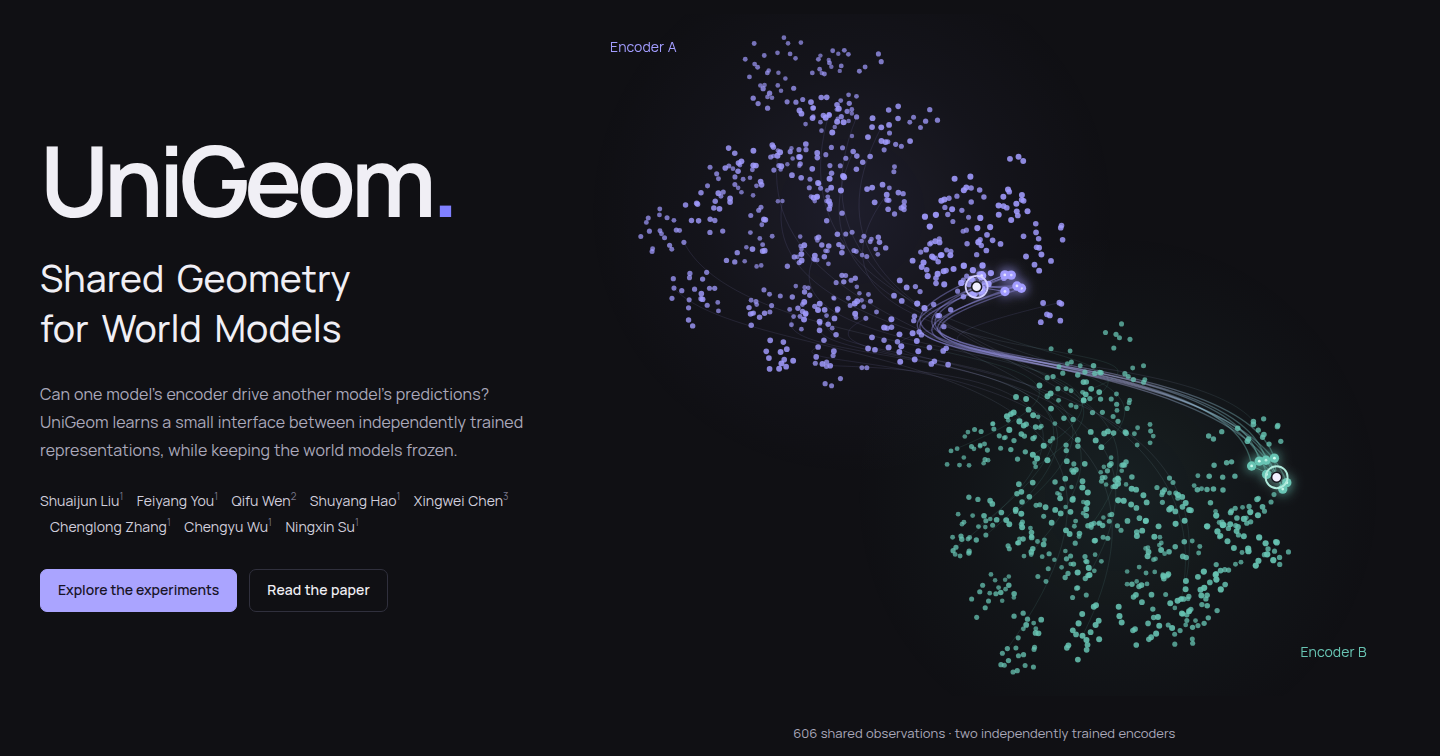 Encoder A
UniGeom.
Shared Geometry
for World Models
Can one model's encoder drive another model's predictions?
UniGeom learns a small interface between independently trained
representations, while keeping the world models frozen.
Shuaijun Liu1 Feiyang You1 Qifu Wen2 Shuyang Hao1 Xingwei Chen3
Chenglong Zhang1 Chengyu Wu1 Ningxin Su1
Explore the experiments Read the paper
Encoder B
606 shared observations · two independently trained encoders